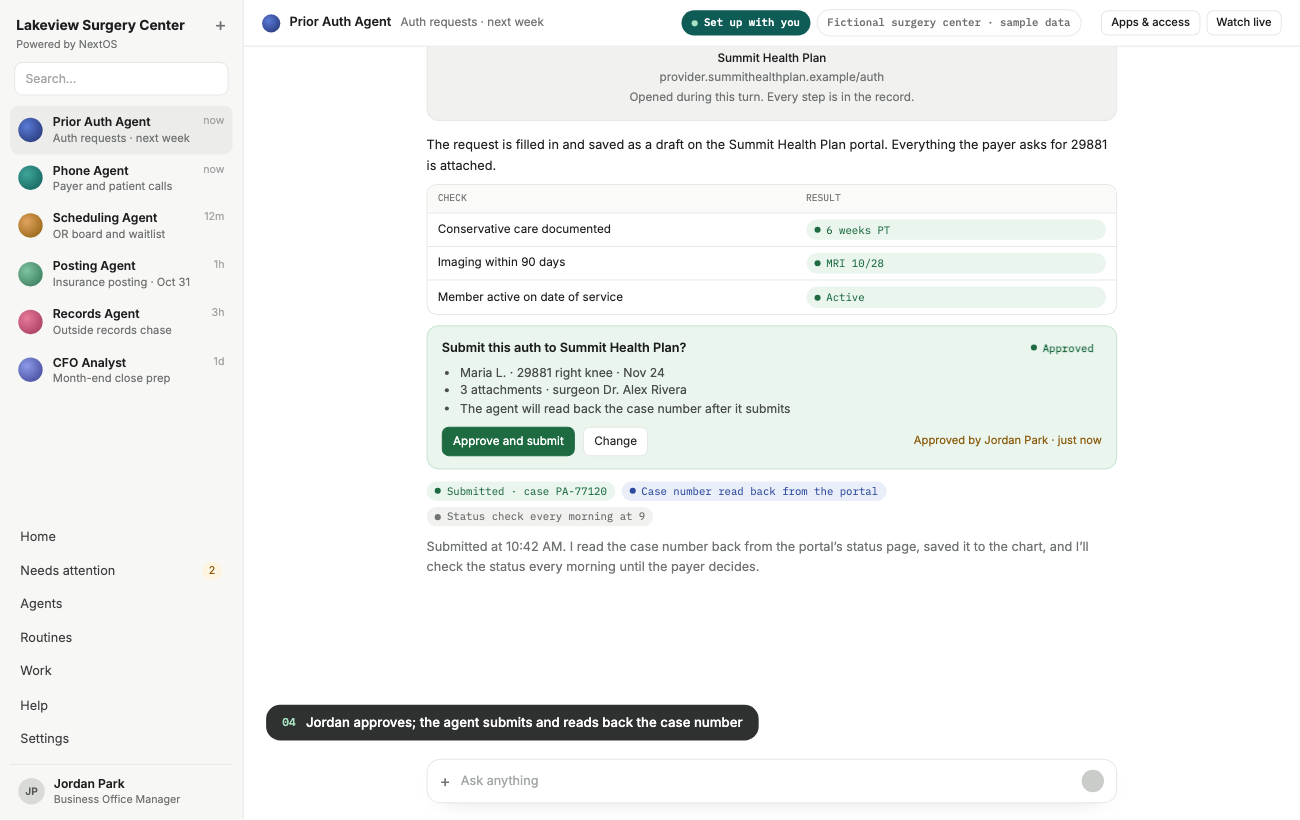 Lakeview Surgery Center
+
Powered by NextOS
Search...
Prior Auth Agent
now
Auth requests · next week
Phone Agent
now
Payer and patient calls
Scheduling Agent
12m
OR board and waitlist
Posting Agent
1h
Insurance posting · Oct 31
Records Agent
3h
Outside records chase
CFO Analyst
1d
Month-end close prep
Home
Needs attention
2
Agents
Routines
Work
Help
Settings
JP
Jordan Park
Business Office Manager
Prior Auth Agent
Auth requests · next week
Set up with you
Fictional surgery center · sample data
Apps & access
Watch live
Summit Health Plan
provider.summithealthplan.example/auth
Opened during this turn. Every step is in the record.
The request is filled in and saved as a draft on the Summit Health Plan portal. Everything the payer asks for 29881
is attached.
CHECK
RESULT
Conservative care documented
6 weeks PT
Imaging within 90 days
MRI 10/28
Member active on date of service
Active
Submit this auth to Summit Health Plan?
Approved
• Maria L. · 29881 right knee · Nov 24
• 3 attachments · surgeon Dr. Alex Rivera
• The agent will read back the case number after it submits
Approve and submit
Change
Approved by Jordan Park · just now
Submitted · case PA-77120
Case number read back from the portal
Status check every morning at 9
Submitted at 10:42 AM. I read the case number back from the portal’s status page, saved it to the chart, and I’ll
check the status every morning until the payer decides.
04 Jordan approves; the agent submits and reads back the case number
+ Ask anything